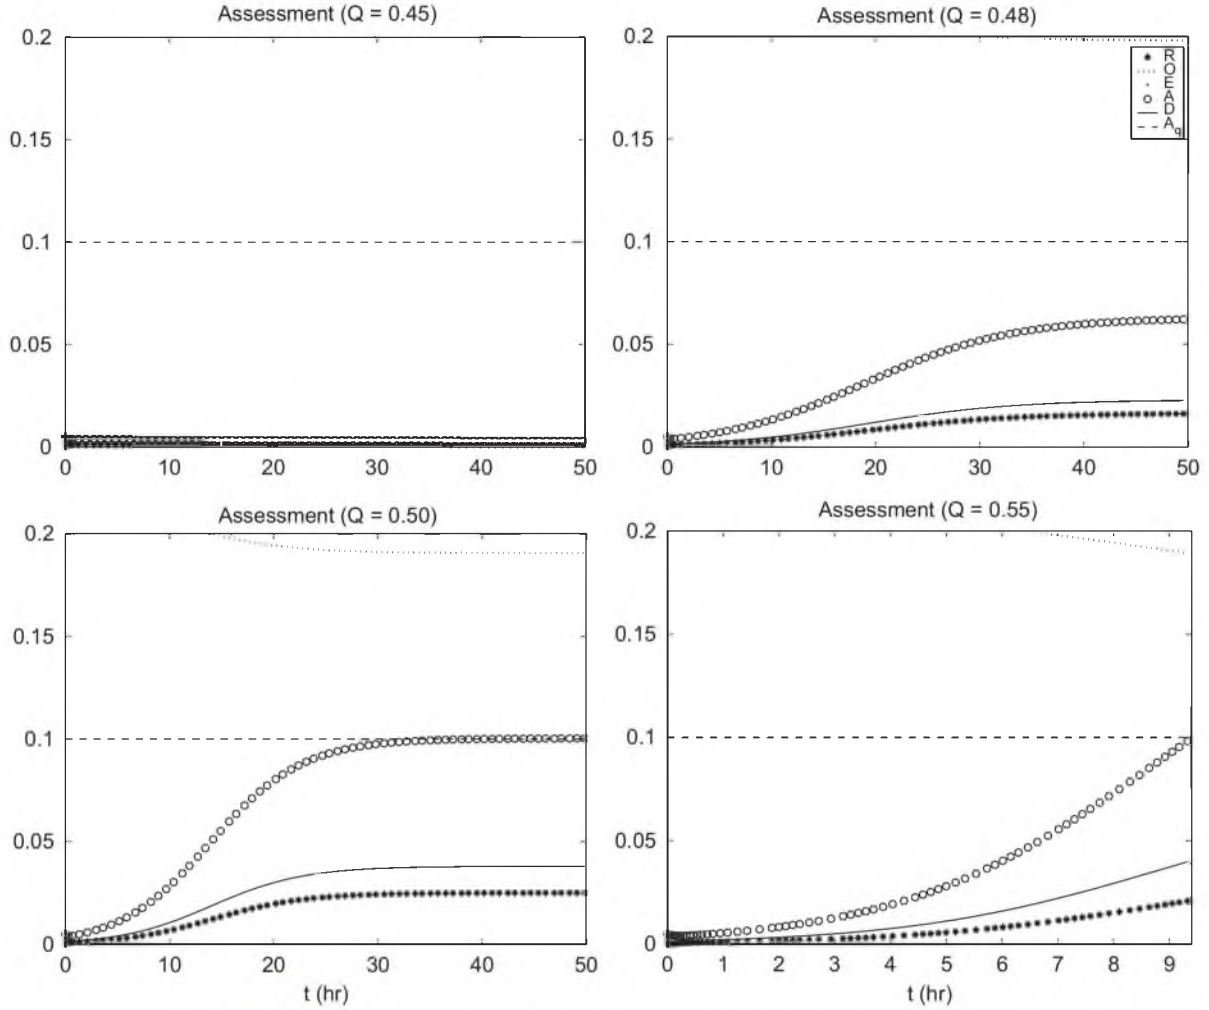 Assessment (Q = 0.45)
0.2
0.15
0.1
0.05
0
0 10 20 30 40 50
Assessment (Q = 0.48)
0.2
0.15
0.1
0.05
0
0 10 20 30 40 50
R
O
E
A
D
A_q
Assessment (Q = 0.50)
0.2
0.15
0.1
0.05
0
0 10 20 30 40 50
t (hr)
Assessment (Q = 0.55)
0.2
0.15
0.1
0.05
0
0 1 2 3 4 5 6 7 8 9
t (hr)